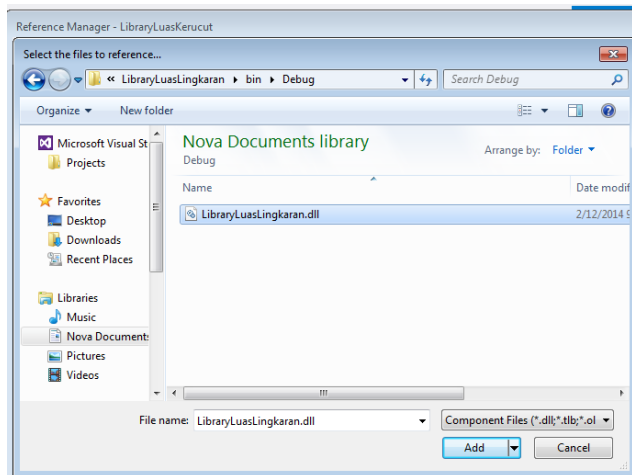 Reference Manager - LibraryLuasKerucut
Select the files to reference...
« LibraryLuasLingkaran ▸ bin ▸ Debug
Search Debug
Organize New folder
Microsoft Visual St
Projects
Favorites
Desktop
Downloads
Recent Places
Libraries
Music
Nova Document
Pictures
Videos
Nova Documents library
Debug
Arrange by: Folder
Name Date modif
LibraryLuasLingkaran.dll 2/12/2014 9
File name: LibraryLuasLingkaran.dll Component Files (*.dll;*.tlb;*.ol
Add Cancel